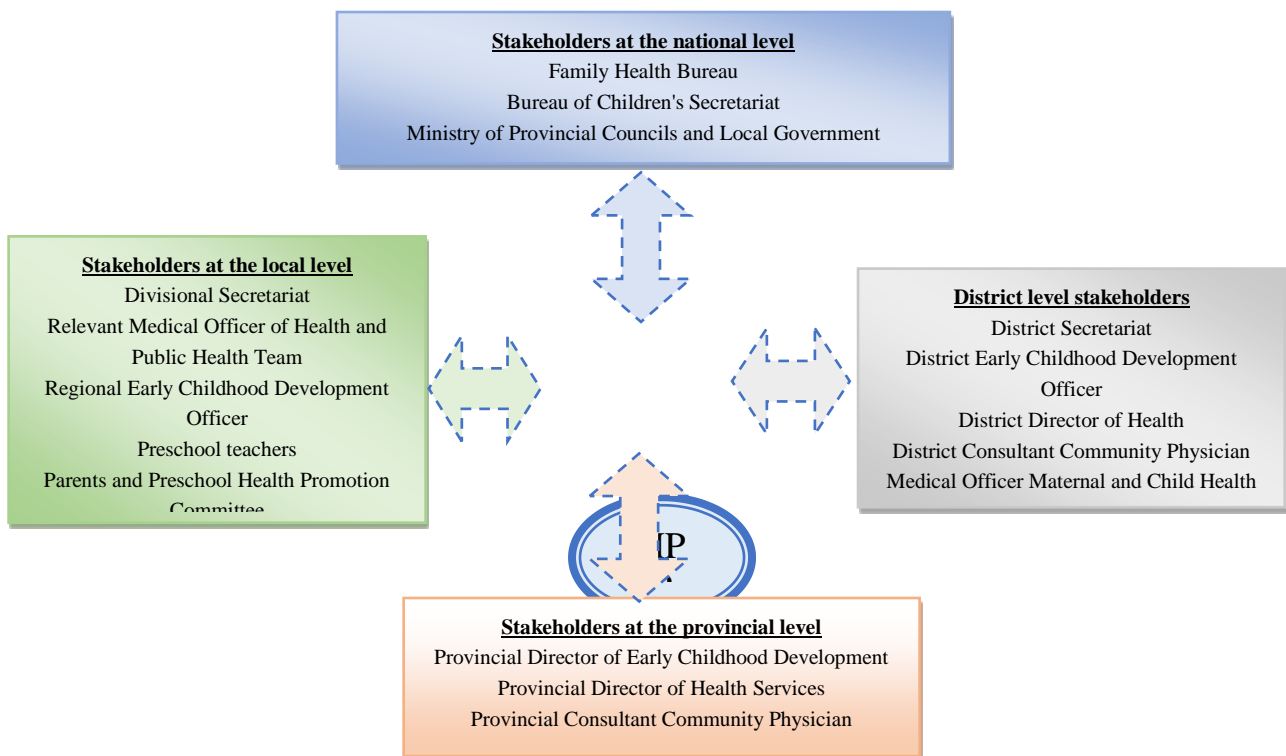 Stakeholders at the national level
Family Health Bureau
Bureau of Children's Secretariat
Ministry of Provincial Councils and Local Government
Stakeholders at the local level
Divisional Secretariat
Relevant Medical Officer of Health and
Public Health Team
Regional Early Childhood Development
Officer
Preschool teachers
Parents and Preschool Health Promotion
Committee
District level stakeholders
District Secretariat
District Early Childhood Development
Officer
District Director of Health
District Consultant Community Physician
Medical Officer Maternal and Child Health
Stakeholders at the provincial level
Provincial Director of Early Childhood Development
Provincial Director of Health Services
Provincial Consultant Community Physician